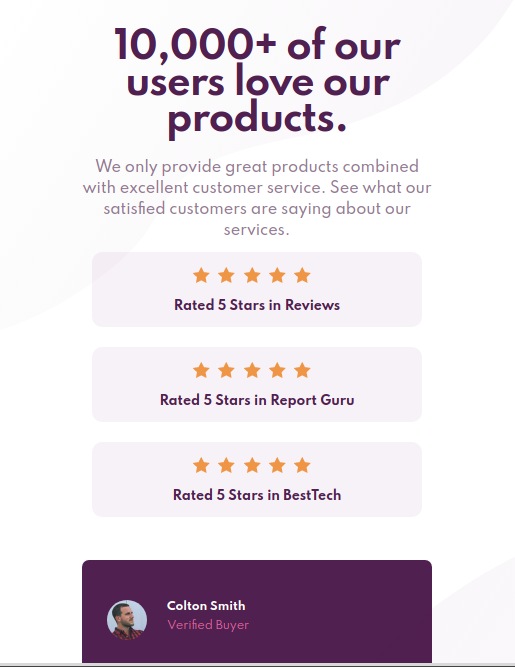 10,000+ of our
users love our
products.
We only provide great products combined
with excellent customer service. See what our
satisfied customers are saying about our
services.
Rated 5 Stars in Reviews
Rated 5 Stars in Report Guru
Rated 5 Stars in BestTech
Colton Smith
Verified Buyer